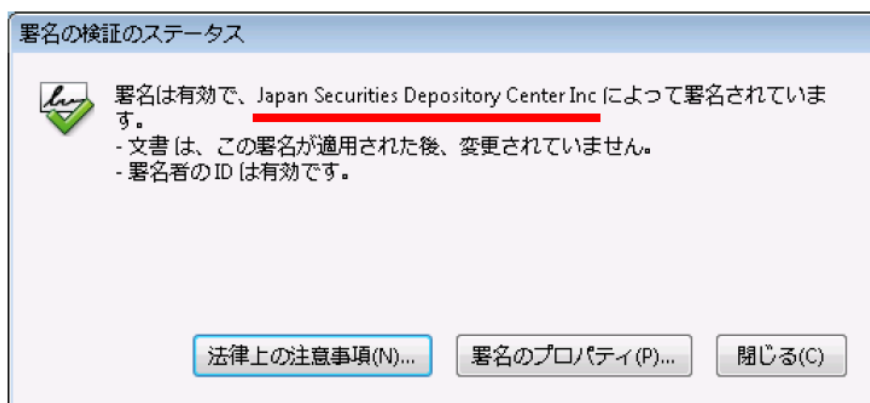 署名の検証のステータス
署名は有効で、Japan Securities Depository Center Inc によって署名されていま
す。
- 文書 は、この署名が適用された後、変更されていません。
- 署名者のID は有効です。
法律上の注意事項(N)... 署名のプロパティ(P)... 閉じる(C)